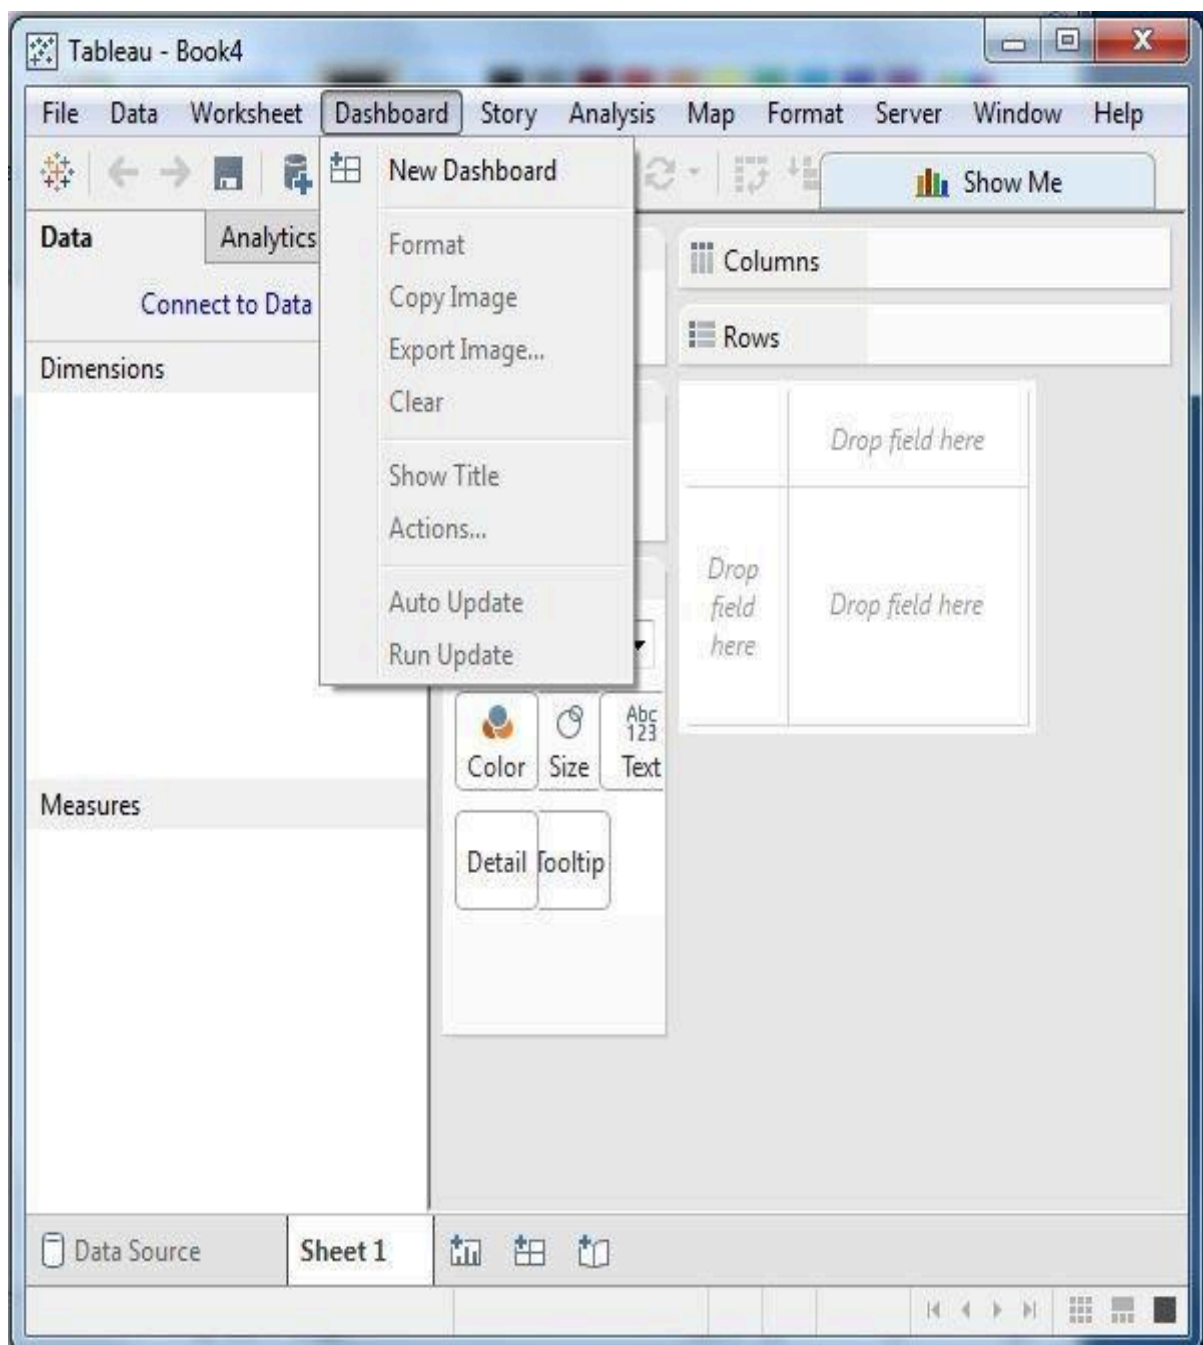 Tableau - Book4
File Data Worksheet Dashboard Story Analysis Map Format Server Window Help
New Dashboard
Show Me
Data Analytics
Format
Columns
Connect to Data
Copy Image
Rows
Export Image...
Dimensions
Clear
Drop field here
Show Title
Actions...
Drop
field
here
Drop field here
Auto Update
Run Update
Abc
123
Color Size Text
Measures
Detail Tooltip
Data Source Sheet 1